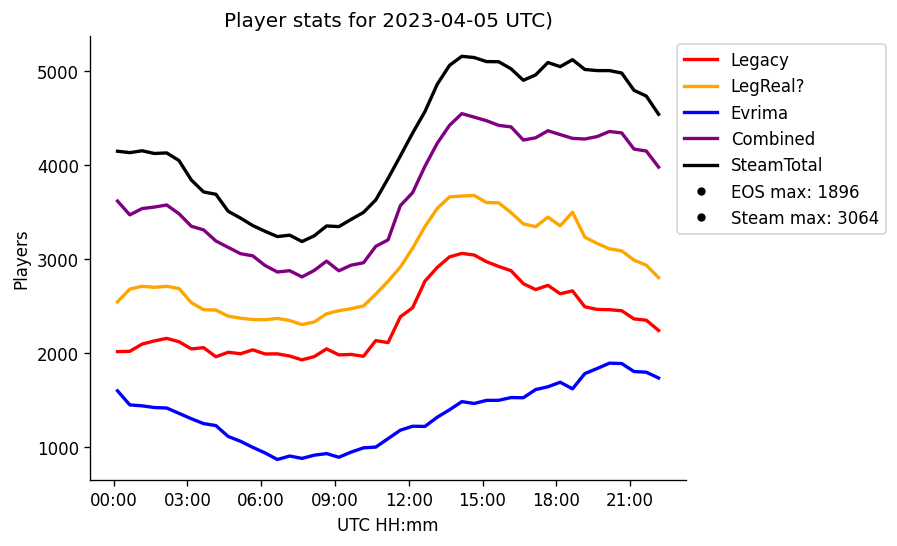 Player stats for 2023-04-05 UTC)
Legacy
LegReal?
Evrima
Combined
SteamTotal
EOS max: 1896
Steam max: 3064
Players
5000
4000
3000
2000
1000
00:00 03:00 06:00 09:00 12:00 15:00 18:00 21:00
UTC HH:mm